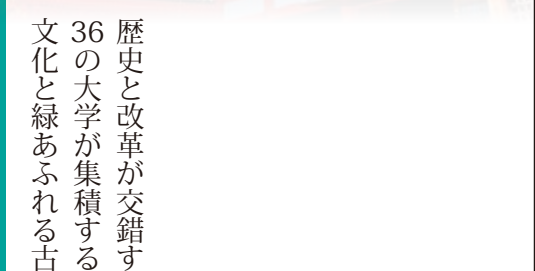 歴史と改革が交錯す
36の大学が集積する
文化と緑あふれる古